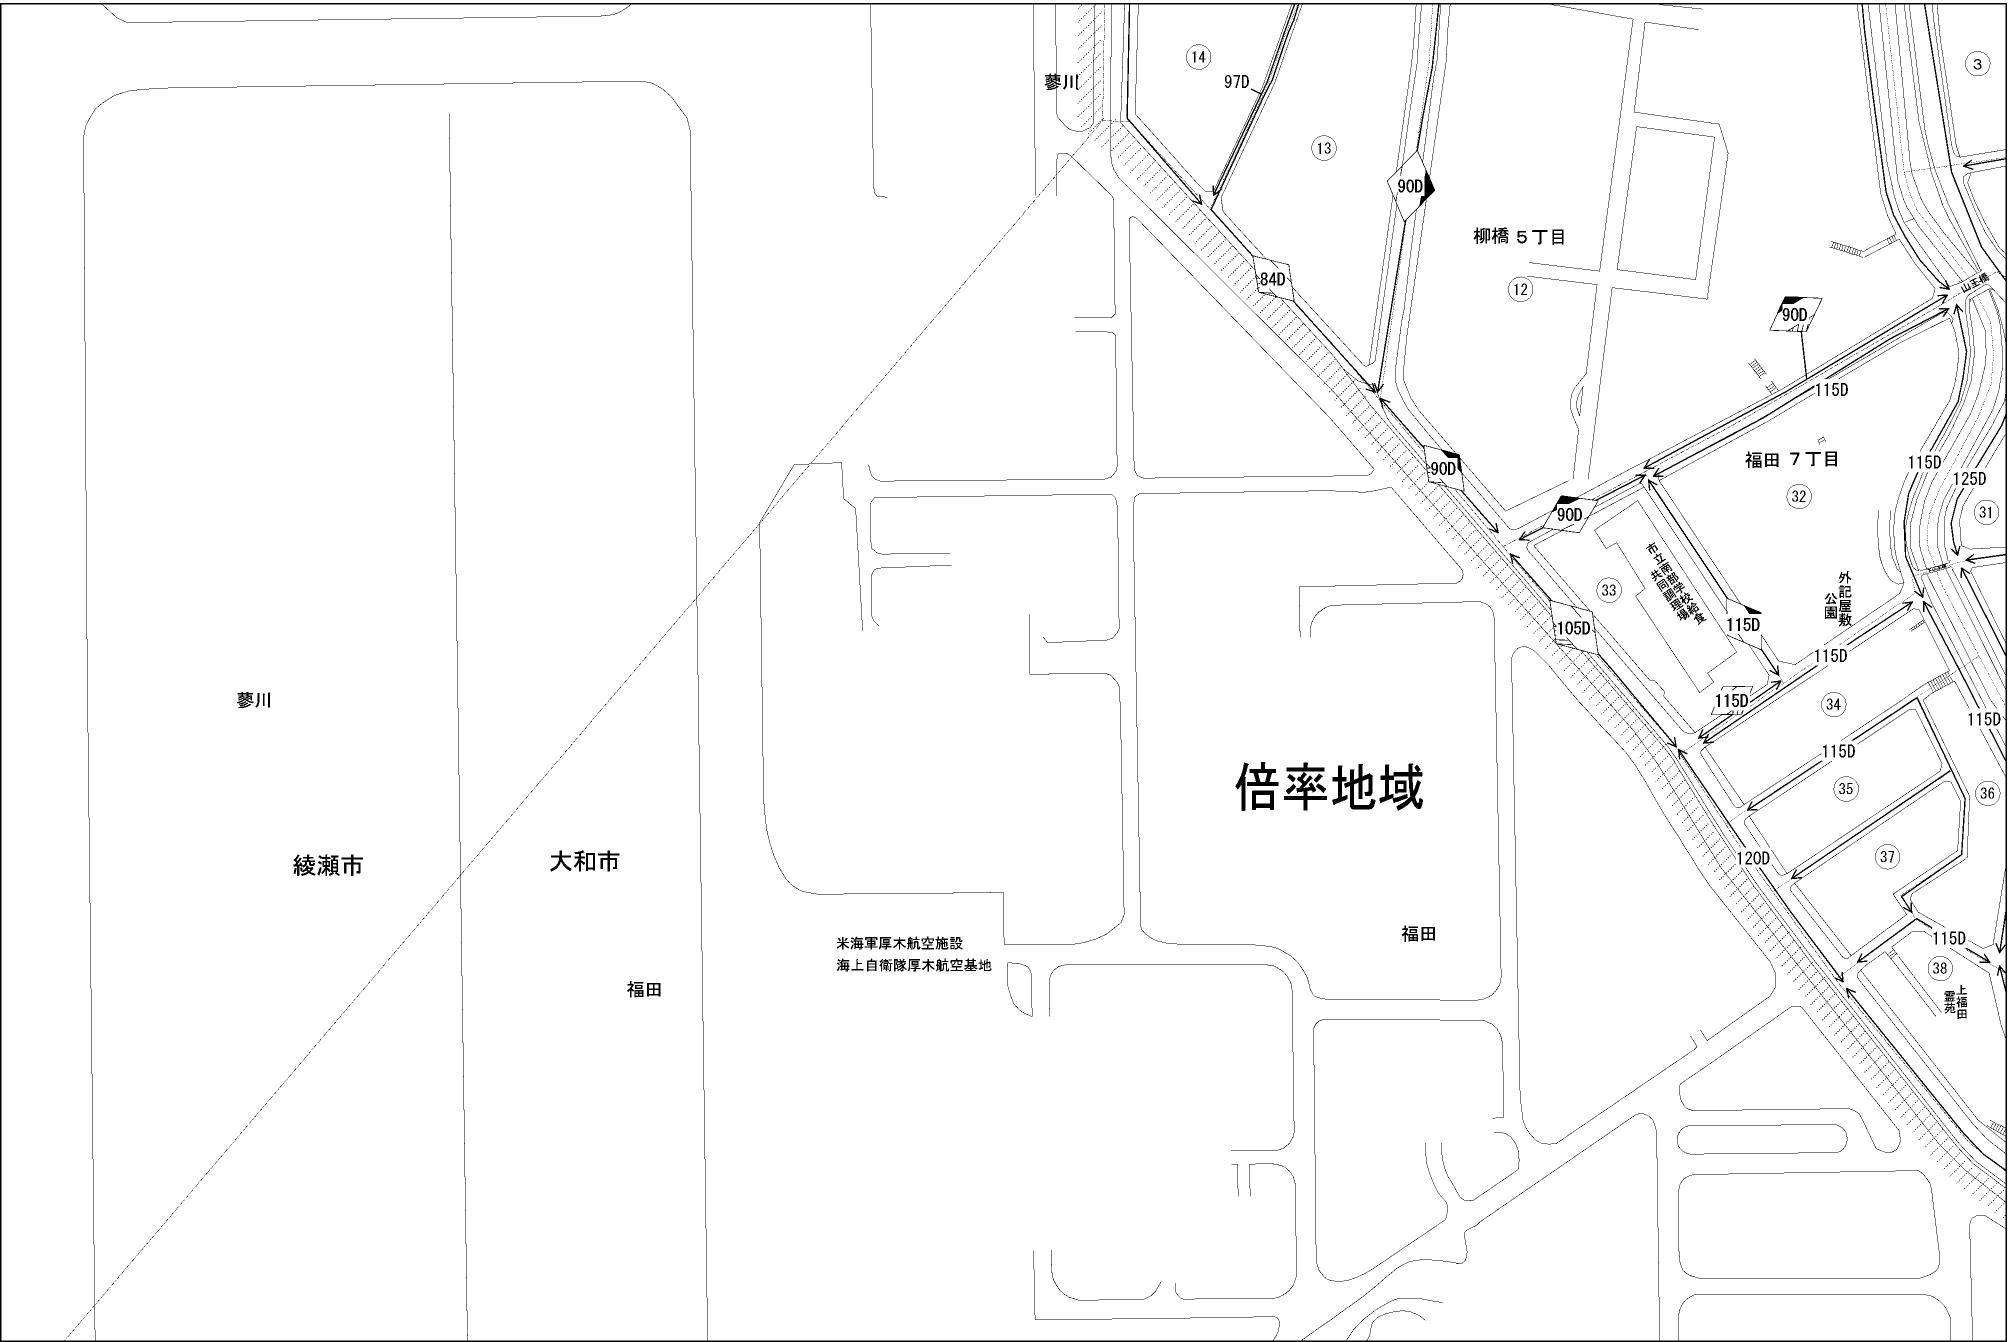 14
97D
蓼川
3
13
90D
柳橋 5丁目
84D
12
山王橋
90D
115D
福田 7丁目
115D
90D
125D
32
31
90D
市立南部学校給食
共同調理場
33
外記屋敷
公園
105D
115D
115D
蓼川
115D
34
115D
115D
倍率地域
35
36
綾瀬市
大和市
120D
37
福田
115D
米海軍厚木航空施設
海上自衛隊厚木航空基地
38
福田
上福田
霊苑